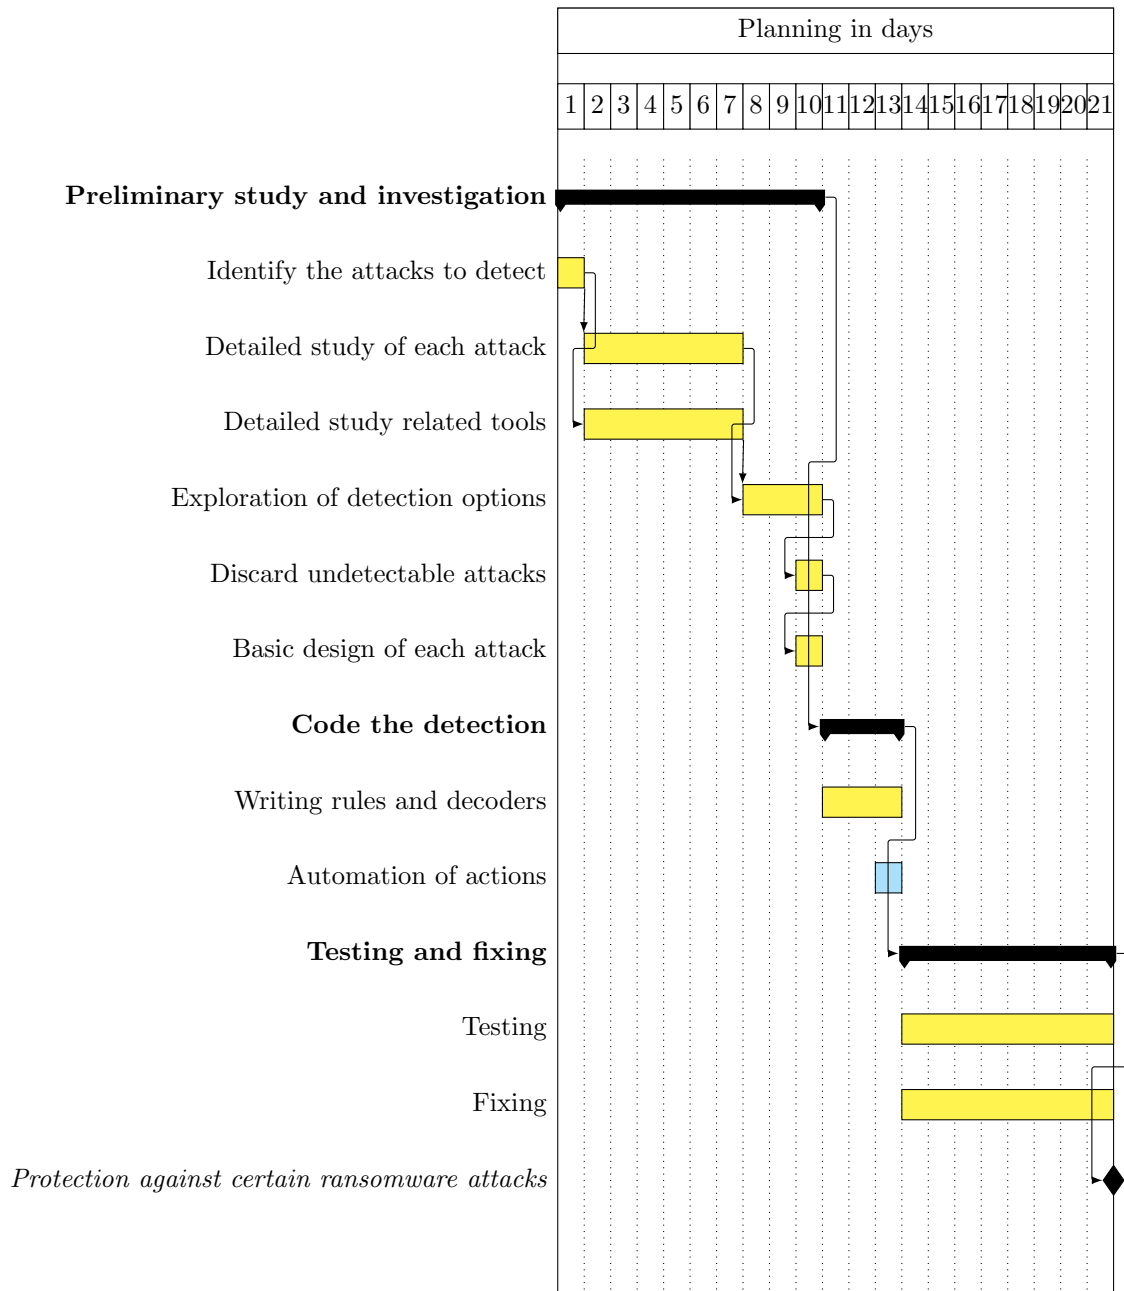 Planning in days
1 2 3 4 5 6 7 8 9 10 11 12 13 14 15 16 17 18 19 20 21
Preliminary study and investigation
Identify the attacks to detect
Detailed study of each attack
Detailed study related tools
Exploration of detection options
Discard undetectable attacks
Basic design of each attack
Code the detection
Writing rules and decoders
Automation of actions
Testing and fixing
Testing
Fixing
Protection against certain ransomware attacks